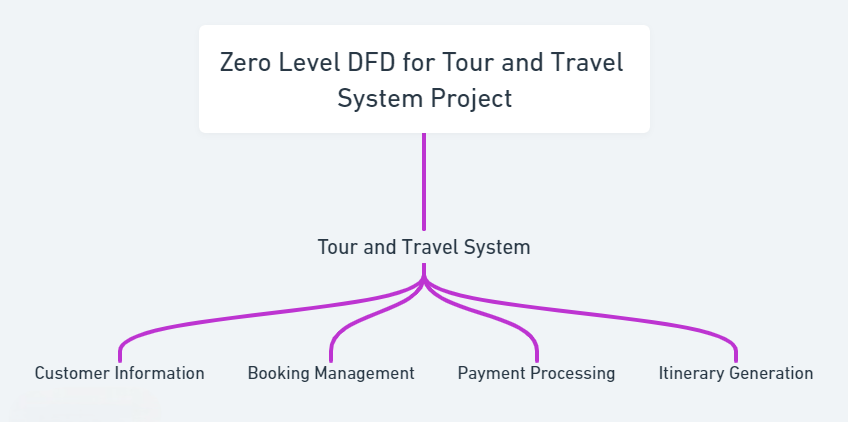 Zero Level DFD for Tour and Travel
System Project
Tour and Travel System
Customer Information
Booking Management
Payment Processing
Itinerary Generation